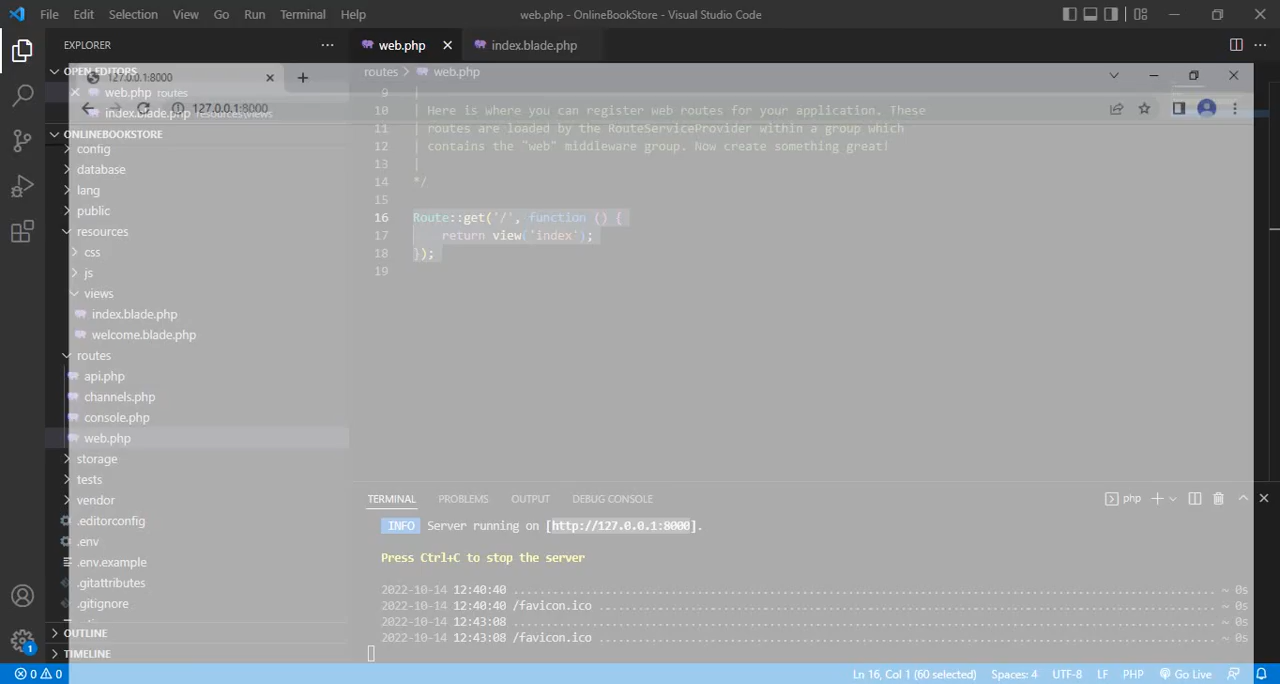 File Edit Selection View Go Run Terminal Help
web.php - OnlineBookStore - Visual Studio Code
EXPLORER
web.php
index.blade.php
OPEN EDITORS
127.0.0.1:8000
web.php routes
index.blade.php resources\views
127.0.0.1:8000
routes > web.php
ONLINEBOOKSTORE
config
database
lang
public
resources
css
js
views
index.blade.php
welcome.blade.php
routes
api.php
channels.php
console.php
web.php
storage
tests
vendor
.editorconfig
.env
.env.example
.gitattributes
.gitignore
OUTLINE
TIMELINE
9 |
10 | Here is where you can register web routes for your application. These
11 | routes are loaded by the RouteServiceProvider within a group which
12 | contains the "web" middleware group. Now create something great!
13 |
14 */
15
16 Route::get('/', function () {
17 return view('index');
18 });
19
TERMINAL PROBLEMS OUTPUT DEBUG CONSOLE
php
INFO Server running on [http://127.0.0.1:8000].
Press Ctrl+C to stop the server
2022-10-14 12:40:40 ........ ~ 0s
2022-10-14 12:40:40 /favicon.ico ........ ~ 0s
2022-10-14 12:43:08 ........ ~ 0s
2022-10-14 12:43:08 /favicon.ico ........ ~ 0s
1
0 0
Ln 16, Col 1 (60 selected) Spaces: 4 UTF-8 LF PHP Go Live